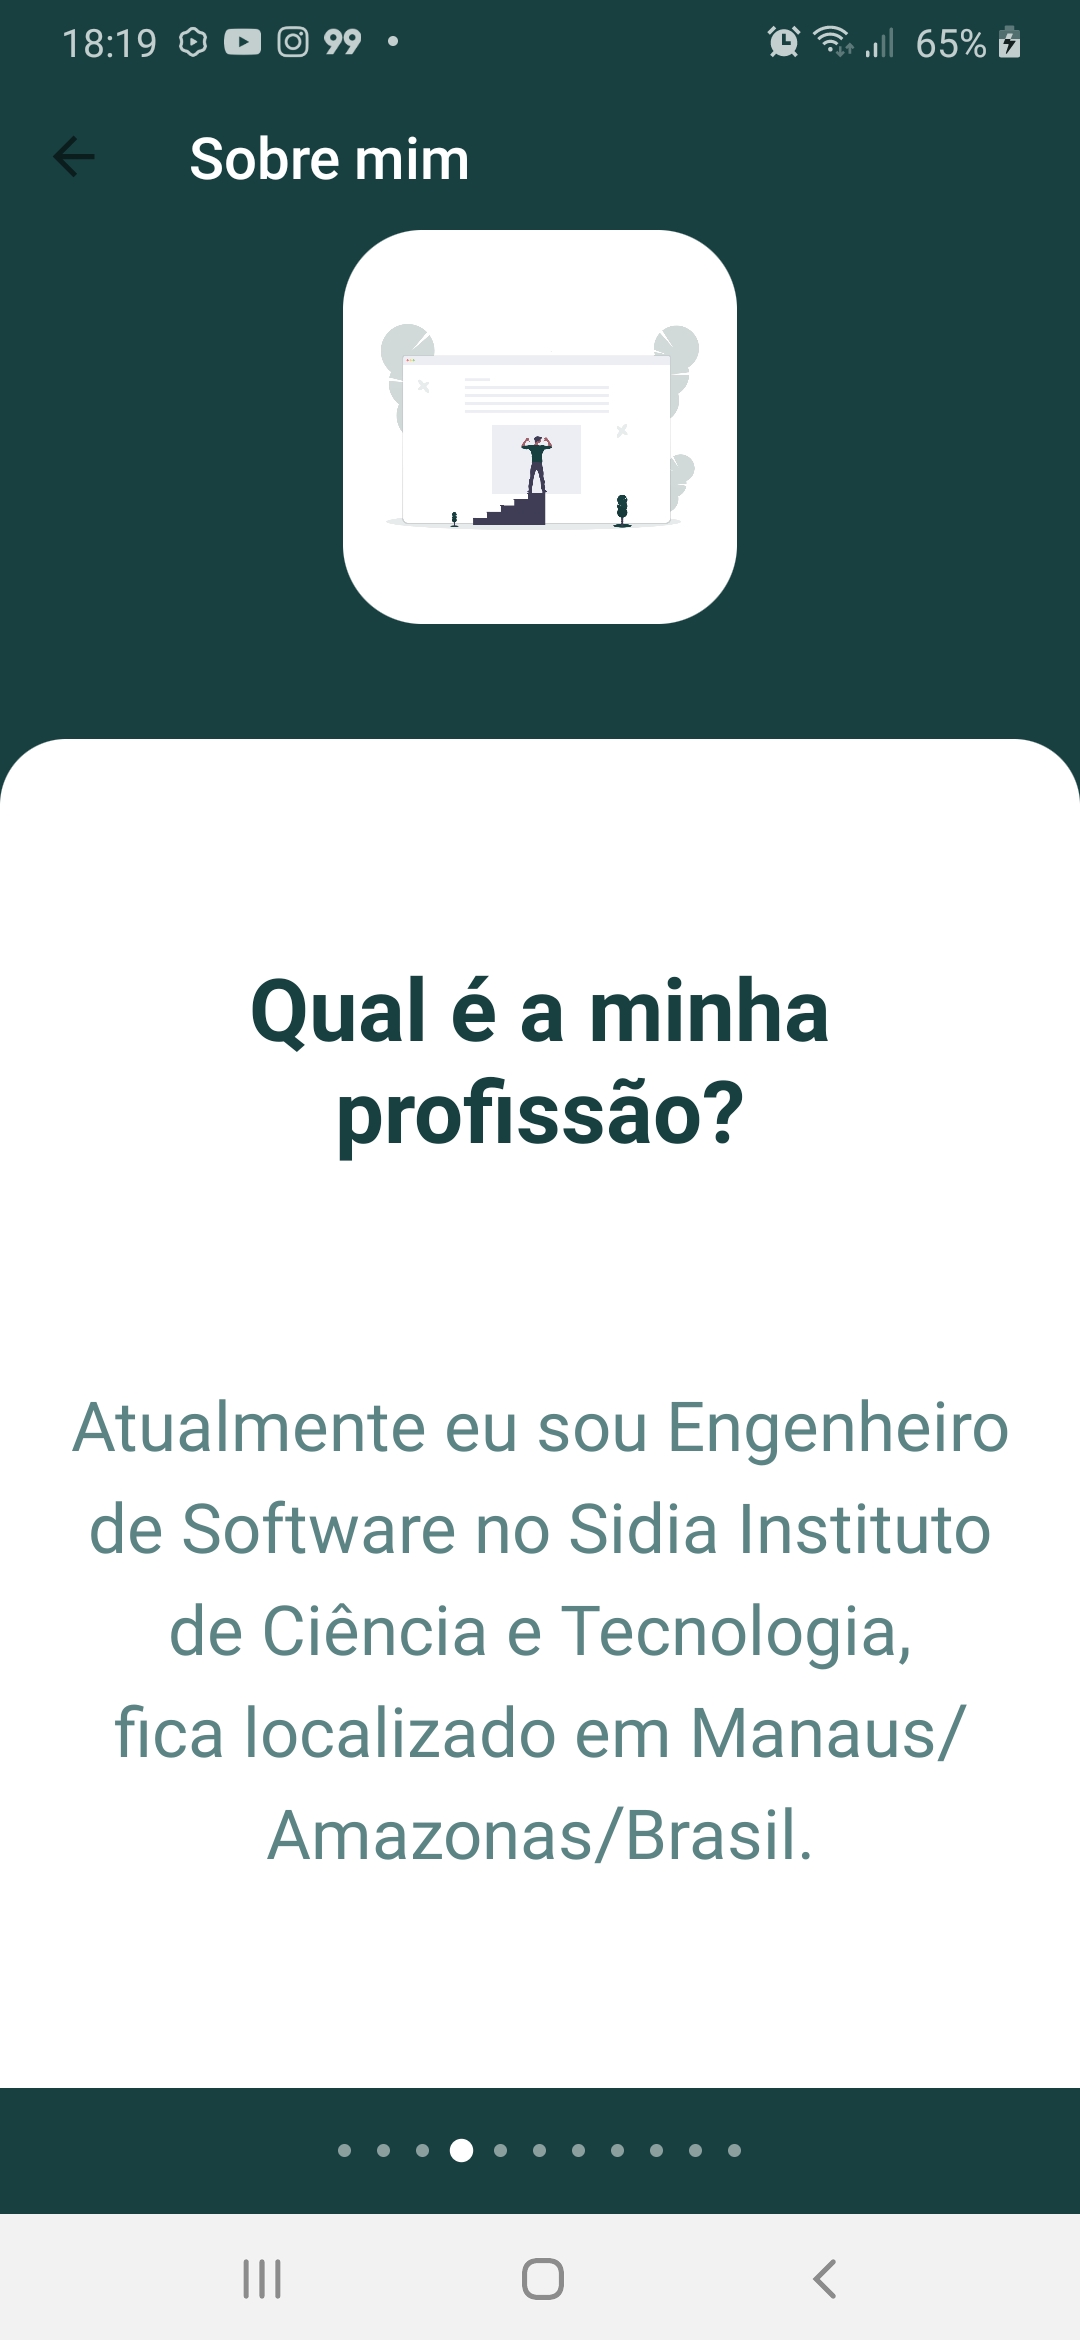 18:19 99 65%
Sobre mim
Qual é a minha
profissão?
Atualmente eu sou Engenheiro
de Software no Sidia Instituto
de Ciência e Tecnologia,
fica localizado em Manaus/
Amazonas/Brasil.